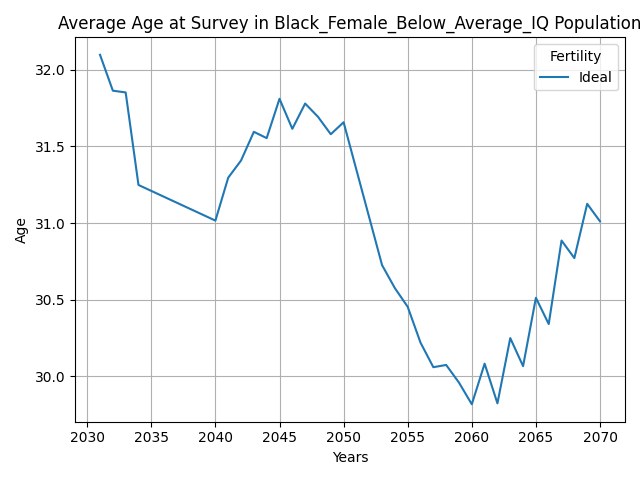 Average Age at Survey in Black_Female_Below_Average_IQ Population
Fertility
Ideal
Age
32.0
31.5
31.0
30.5
30.0
2030 2035 2040 2045 2050 2055 2060 2065 2070
Years